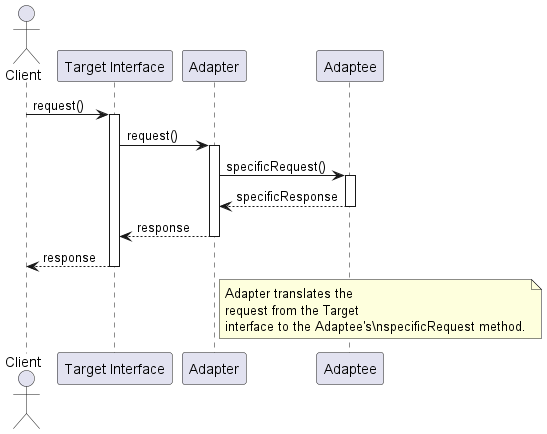 Client
Target Interface
Adapter
Adaptee
request()
request()
specificRequest()
specificResponse
response
response
Adapter translates the
request from the Target
interface to the Adaptee's\nspecificRequest method.
Client
Target Interface
Adapter
Adaptee